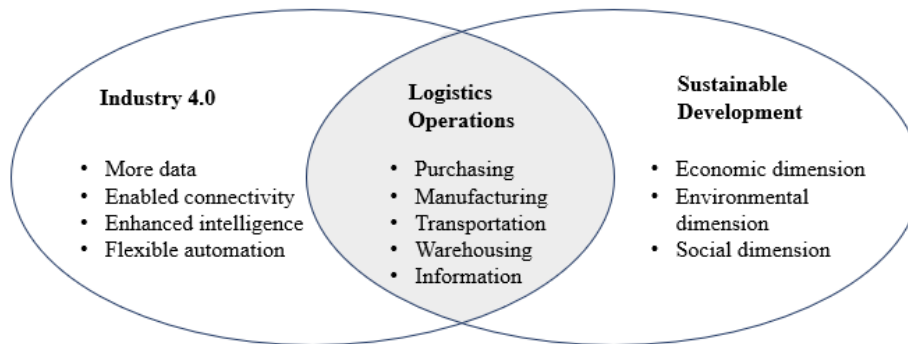 Industry 4.0
• More data
• Enabled connectivity
• Enhanced intelligence
• Flexible automation
Logistics
Operations
• Purchasing
• Manufacturing
• Transportation
• Warehousing
• Information
Sustainable
Development
• Economic dimension
• Environmental
dimension
• Social dimension